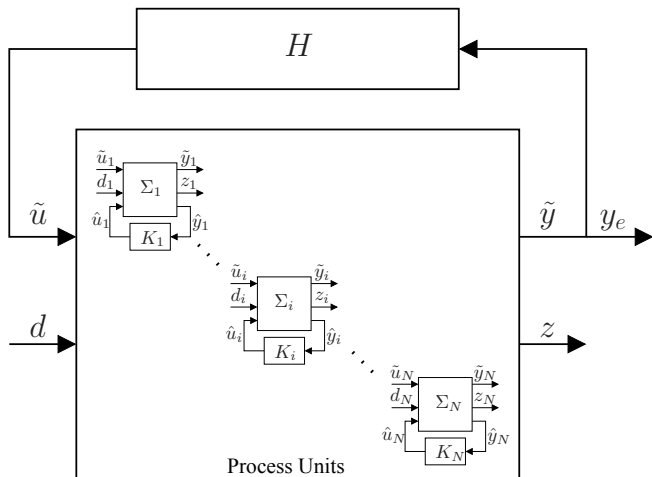 H
ũ
d
ỹ
yₑ
z
ũ₁
d₁
û₁
Σ₁
K₁
ỹ₁
z₁
ŷ₁
ũᵢ
dᵢ
ûᵢ
Σᵢ
Kᵢ
ỹᵢ
zᵢ
ŷᵢ
ũ_N
d_N
û_N
Σ_N
K_N
ỹ_N
z_N
ŷ_N
Process Units